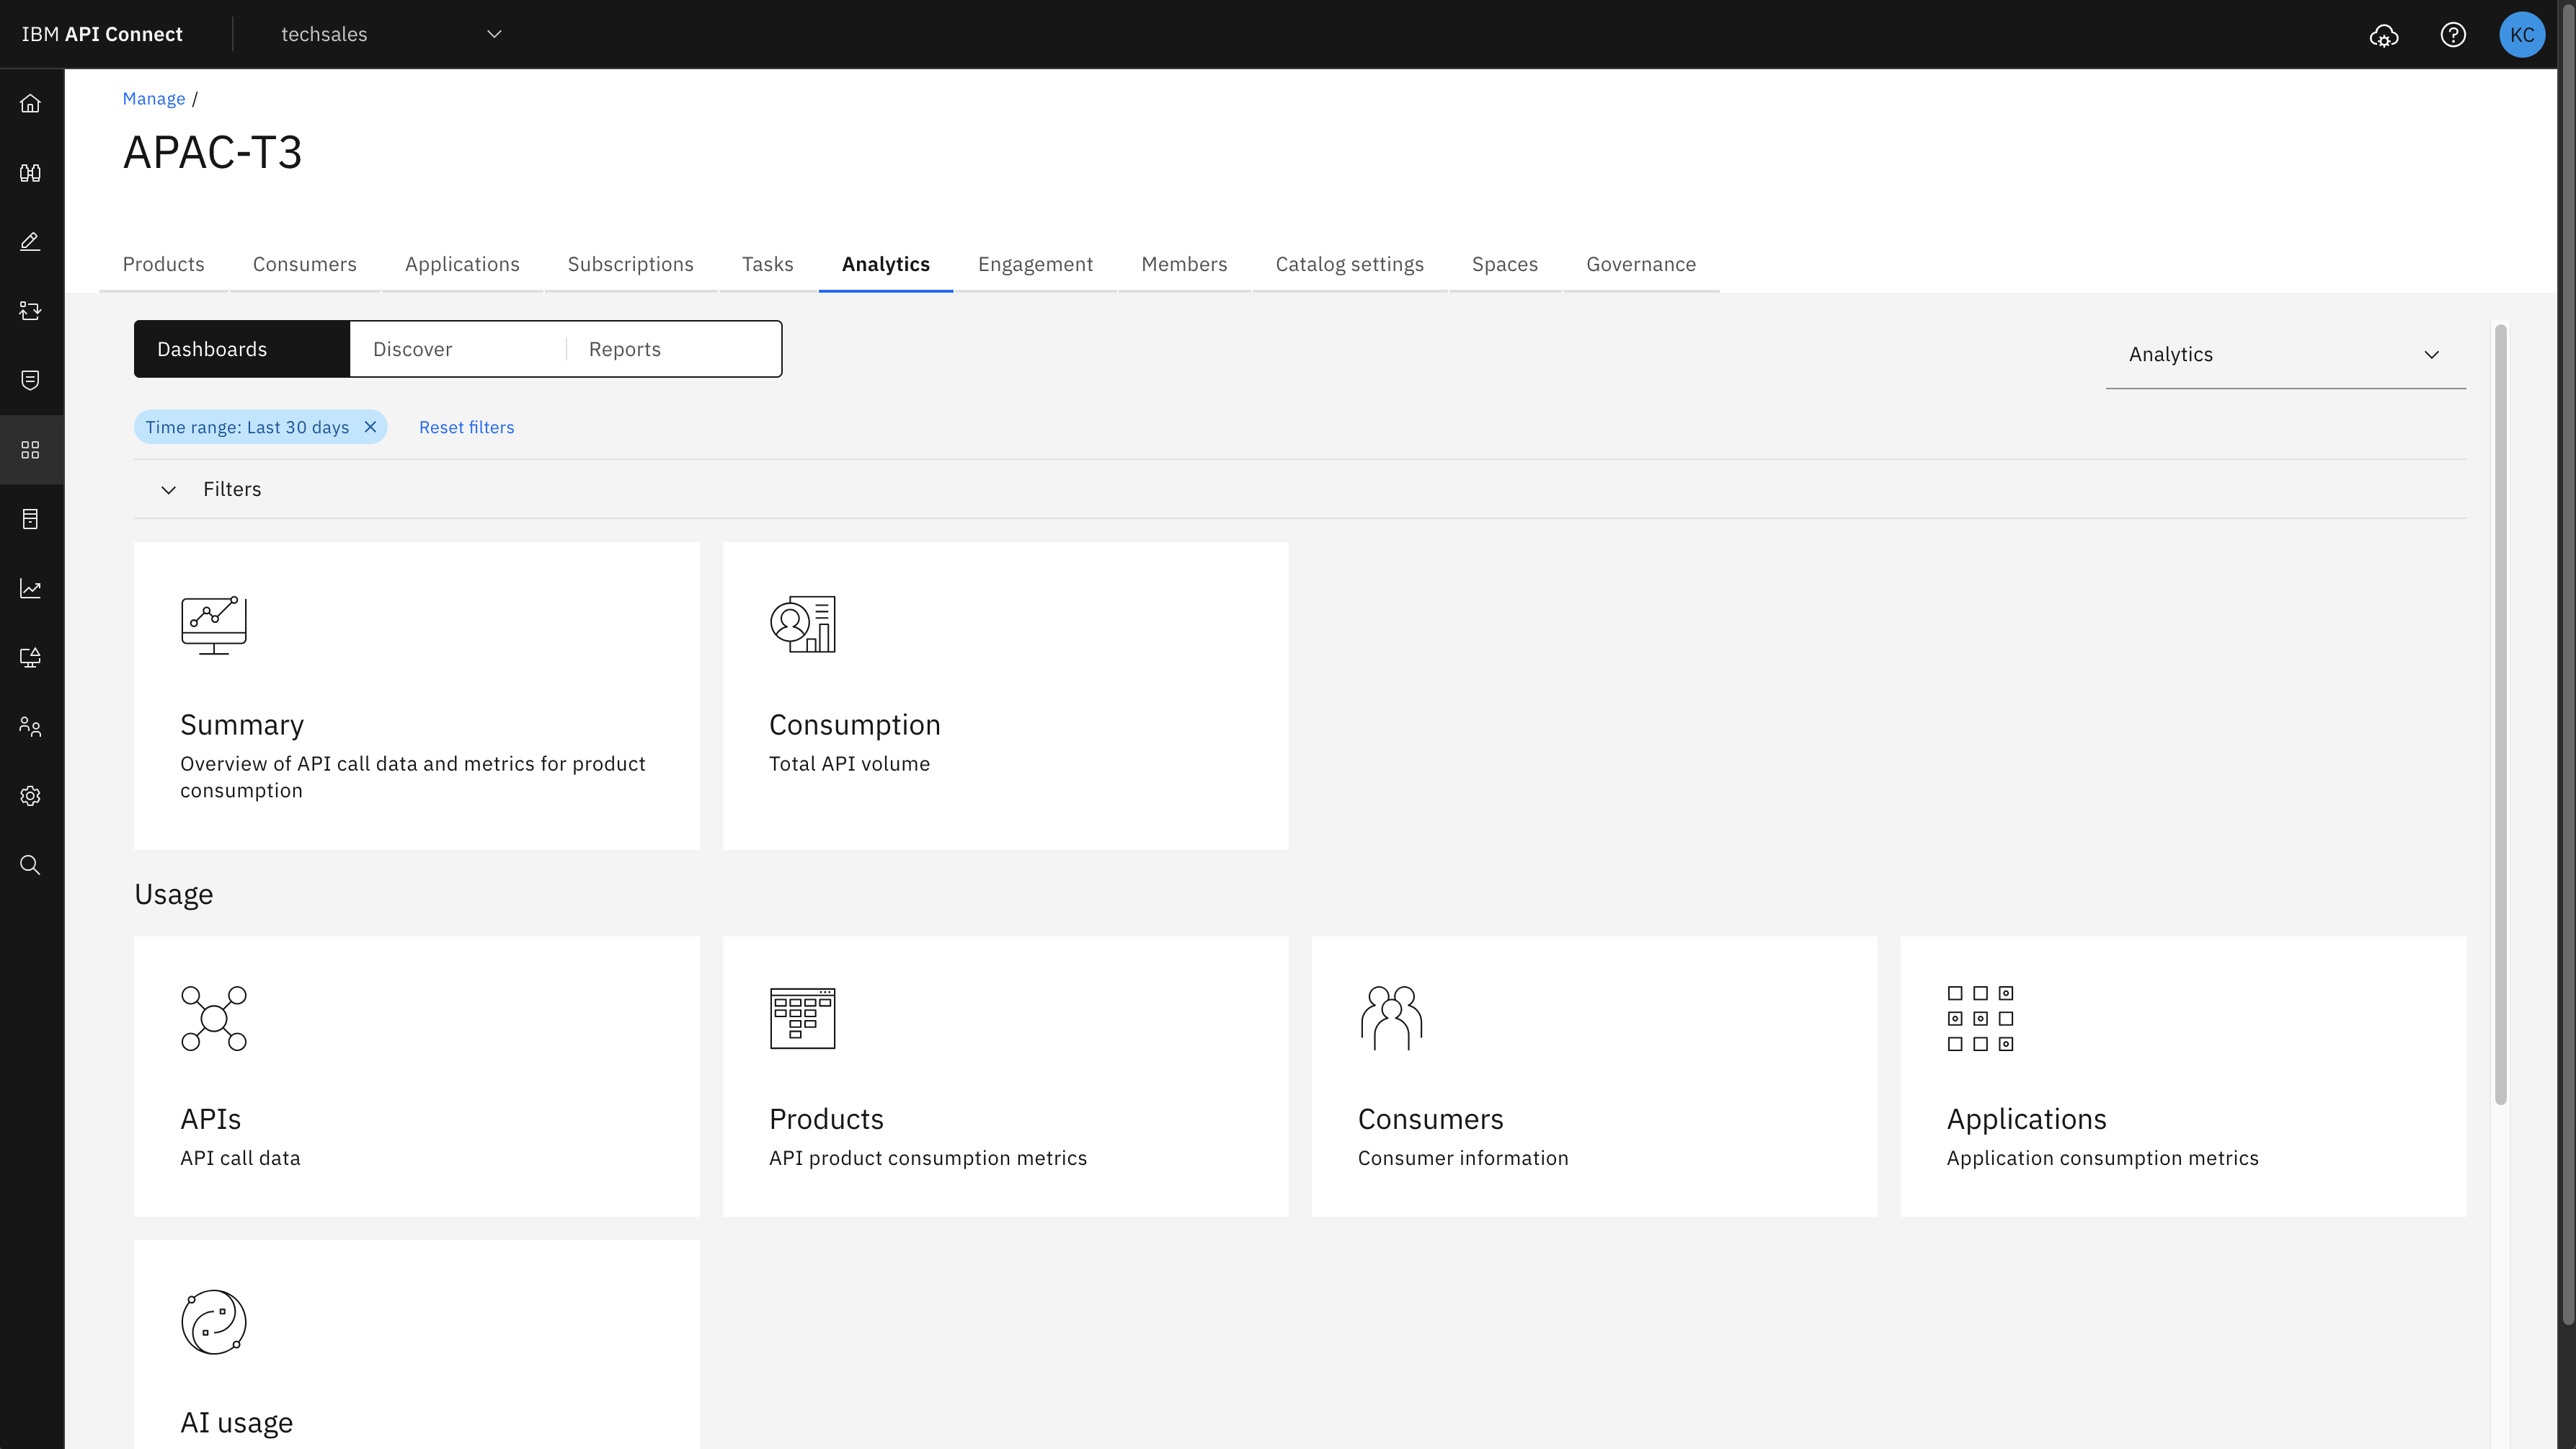 IBM API Connect
techsales
KC
Manage /
APAC-T3
Products Consumers Applications Subscriptions Tasks Analytics Engagement Members Catalog settings Spaces Governance
Dashboards Discover Reports
Analytics
Time range: Last 30 days
Reset filters
Filters
Summary
Overview of API call data and metrics for product
consumption
Consumption
Total API volume
Usage
APIs
API call data
Products
API product consumption metrics
Consumers
Consumer information
Applications
Application consumption metrics
AI usage